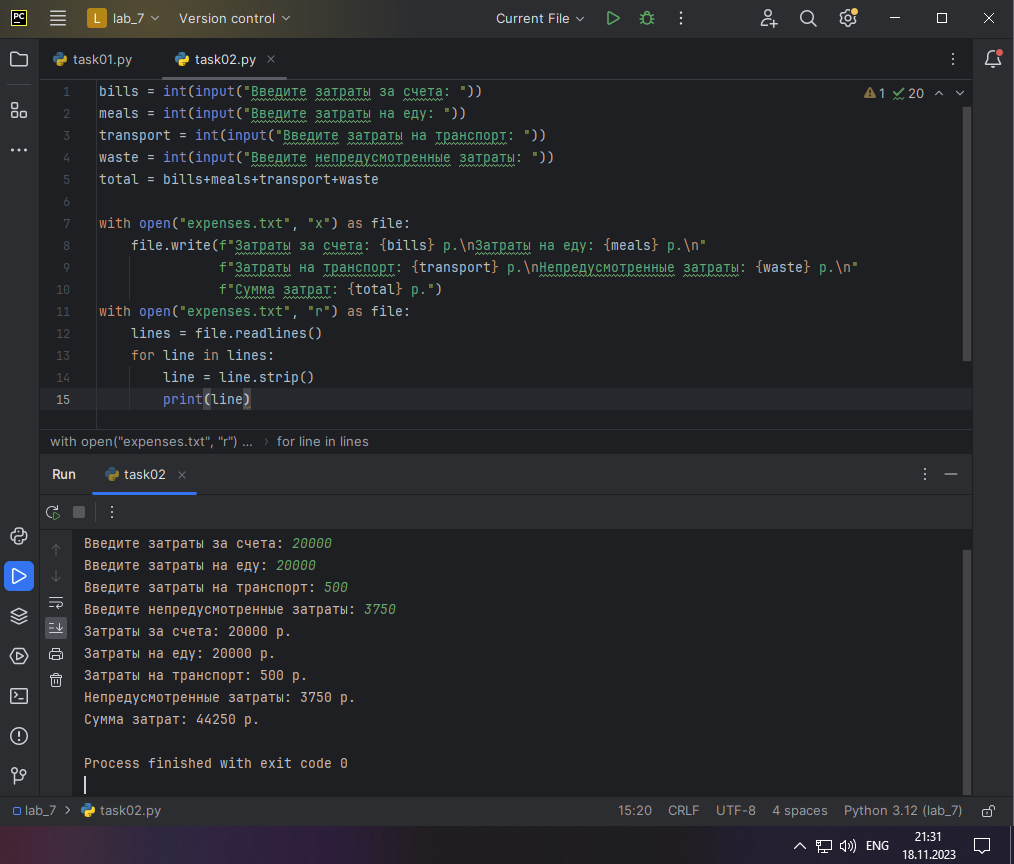 PC L lab_7 Version control Current File
task01.py task02.py
1 bills = int(input("Введите затраты за счета: ")) 1 20
2 meals = int(input("Введите затраты на еду: "))
3 transport = int(input("Введите затраты на транспорт: "))
4 waste = int(input("Введите непредусмотренные затраты: "))
5 total = bills+meals+transport+waste
6
7 with open("expenses.txt", "x") as file:
8 file.write(f"Затраты за счета: {bills} р.\nЗатраты на еду: {meals} р.\n"
9 f"Затраты на транспорт: {transport} р.\nНепредусмотренные затраты: {waste} р.\n"
10 f"Сумма затрат: {total} р.")
11 with open("expenses.txt", "r") as file:
12 lines = file.readlines()
13 for line in lines:
14 line = line.strip()
15 print(line)
with open("expenses.txt", "r") ... › for line in lines
Run task02
Введите затраты за счета: 20000
Введите затраты на еду: 20000
Введите затраты на транспорт: 500
Введите непредусмотренные затраты: 3750
Затраты за счета: 20000 р.
Затраты на еду: 20000 р.
Затраты на транспорт: 500 р.
Непредусмотренные затраты: 3750 р.
Сумма затрат: 44250 р.
Process finished with exit code 0
lab_7 › task02.py 15:20 CRLF UTF-8 4 spaces Python 3.12 (lab_7)
ENG 21:31
18.11.2023